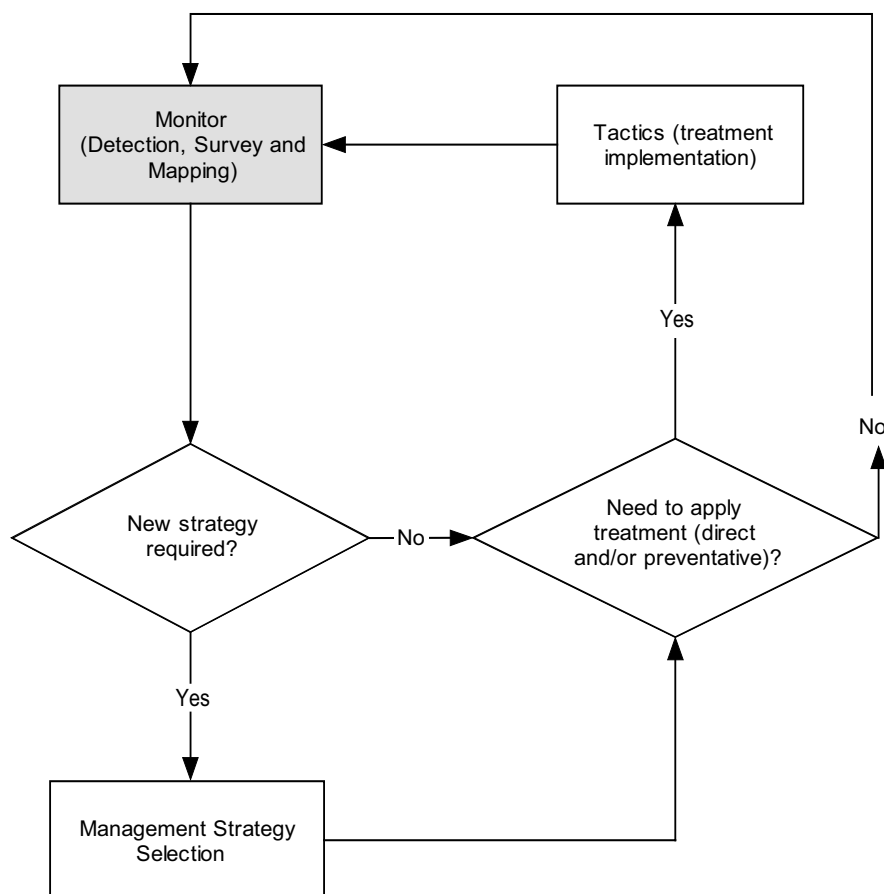 Monitor
(Detection, Survey and
Mapping)
Tactics (treatment
implementation)
Yes
No
New strategy
required?
No
Need to apply
treatment (direct
and/or preventative)?
Yes
Management Strategy
Selection